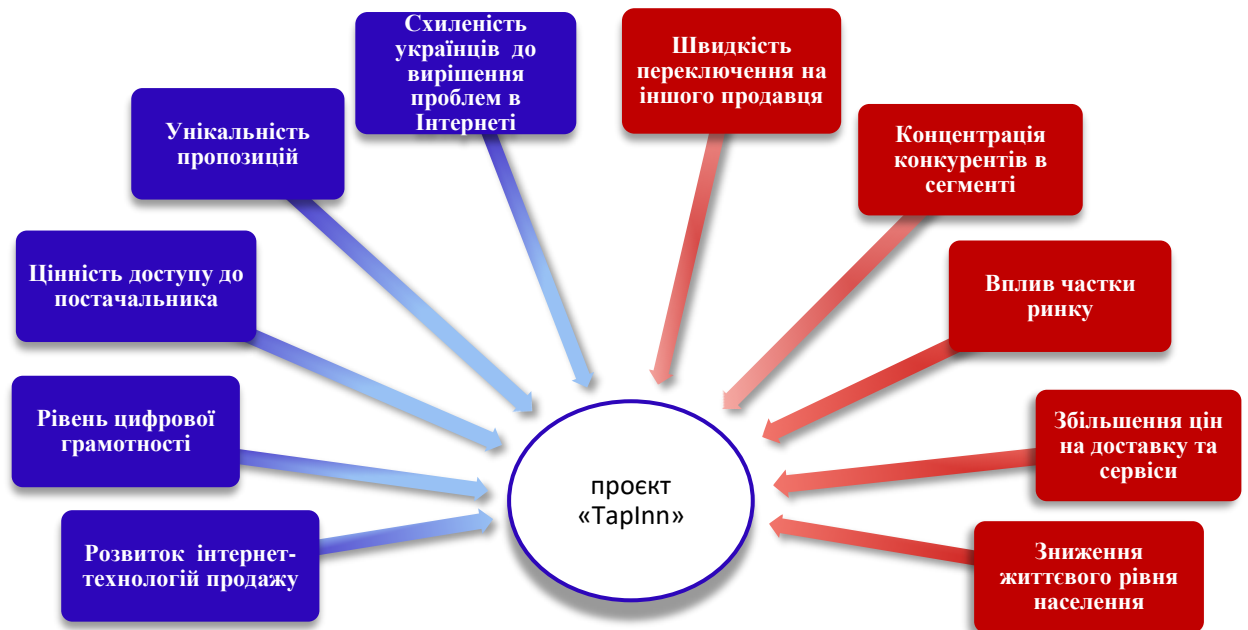 Схиленість
українців до
вирішення
проблем в
Інтернеті
Швидкість
переключення на
іншого продавця
Унікальність
пропозицій
Концентрація
конкурентів в
сегменті
Цінність доступу до
постачальника
Вплив частки
ринку
Рівень цифрової
грамотності
Збільшення цін
на доставку та
сервіси
проєкт
«TapInn»
Розвиток інтернет-
технологій продажу
Зниження
життєвого рівня
населення